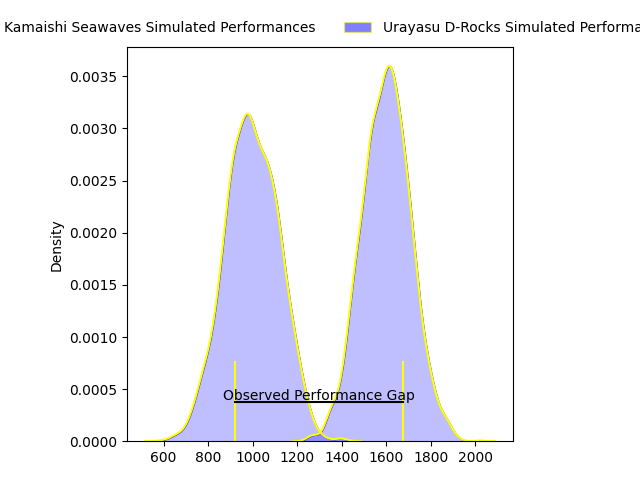 Kamaishi Seawaves Simulated Performances
Urayasu D-Rocks Simulated
0.0035
0.0030
0.0025
0.0020
0.0015
0.0010
0.0005
0.0000
Density
Observed Performance Gap
600 800 1000 1200 1400 1600 1800 2000